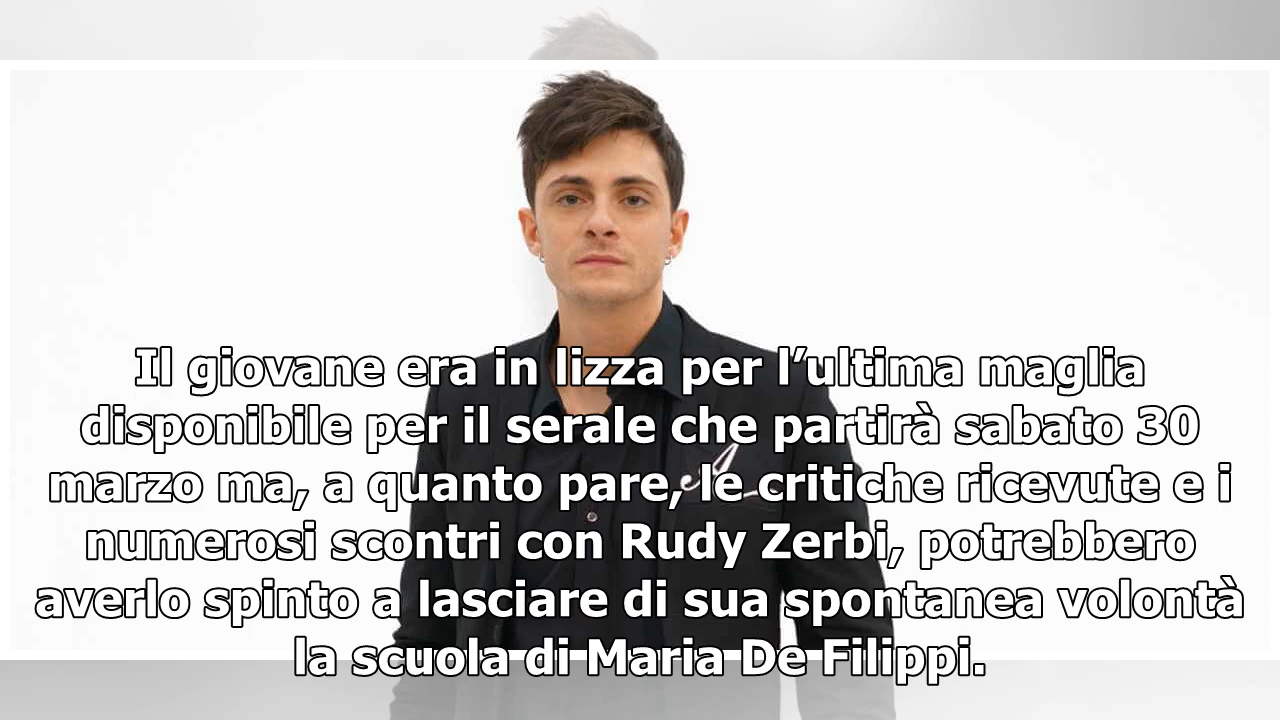 Il giovane era in lizza per l’ultima maglia
disponibile per il serale che partirà sabato 30
marzo ma, a quanto pare, le critiche ricevute e i
numerosi scontri con Rudy Zerbi, potrebbero
averlo spinto a lasciare di sua spontanea volontà
la scuola di Maria De Filippi.